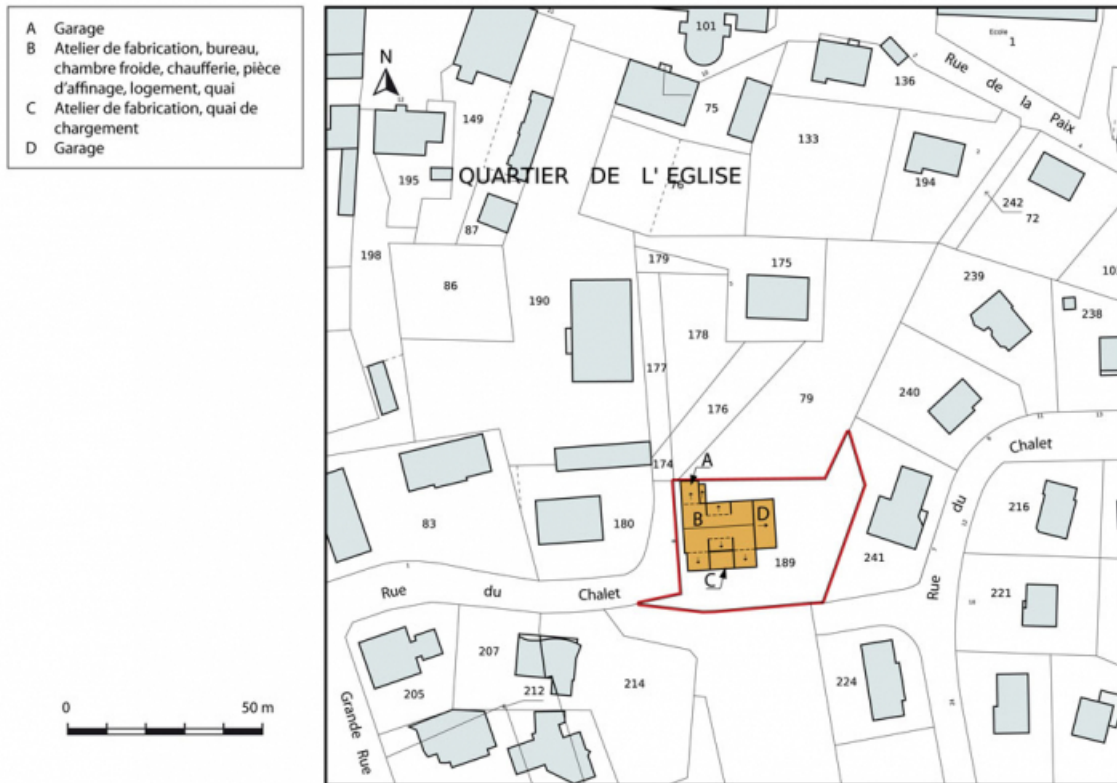 A Garage
B Atelier de fabrication, bureau,
chambre froide, chaufferie, pièce
d'affinage, logement, quai
C Atelier de fabrication, quai de
chargement
D Garage
N
0 50 m
101
Ecole
1
136
Rue de la Paix
75
149
133
195
QUARTIER DE L' EGLISE
76
194
242
72
87
198
179
175
86
190
239
238
178
177
176
79
240
Chalet
174
A
B
D
C
83
180
189
241
Rue du
216
221
Rue du Chalet
207
205
212
214
224
Grande Rue